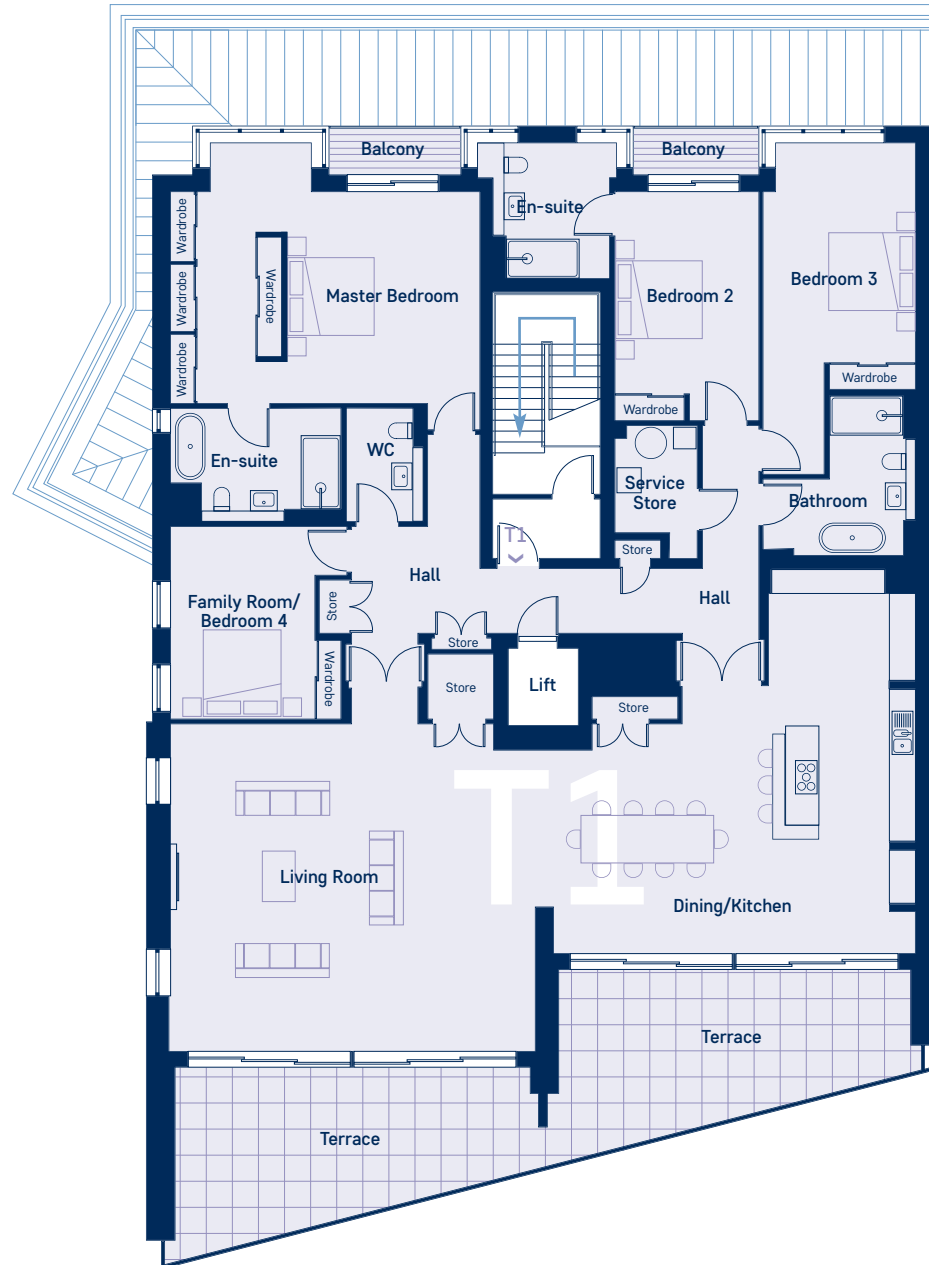 Balcony
Balcony
En-suite
Wardrobe
Wardrobe
Wardrobe
Wardrobe
Master Bedroom
Bedroom 2
Bedroom 3
Wardrobe
Wardrobe
En-suite
WC
Service
Store
Bathroom
T1
Store
Hall
Hall
Family Room/
Bedroom 4
Store
Store
Wardrobe
Store
Lift
Store
T1
Living Room
Dining/Kitchen
Terrace
Terrace